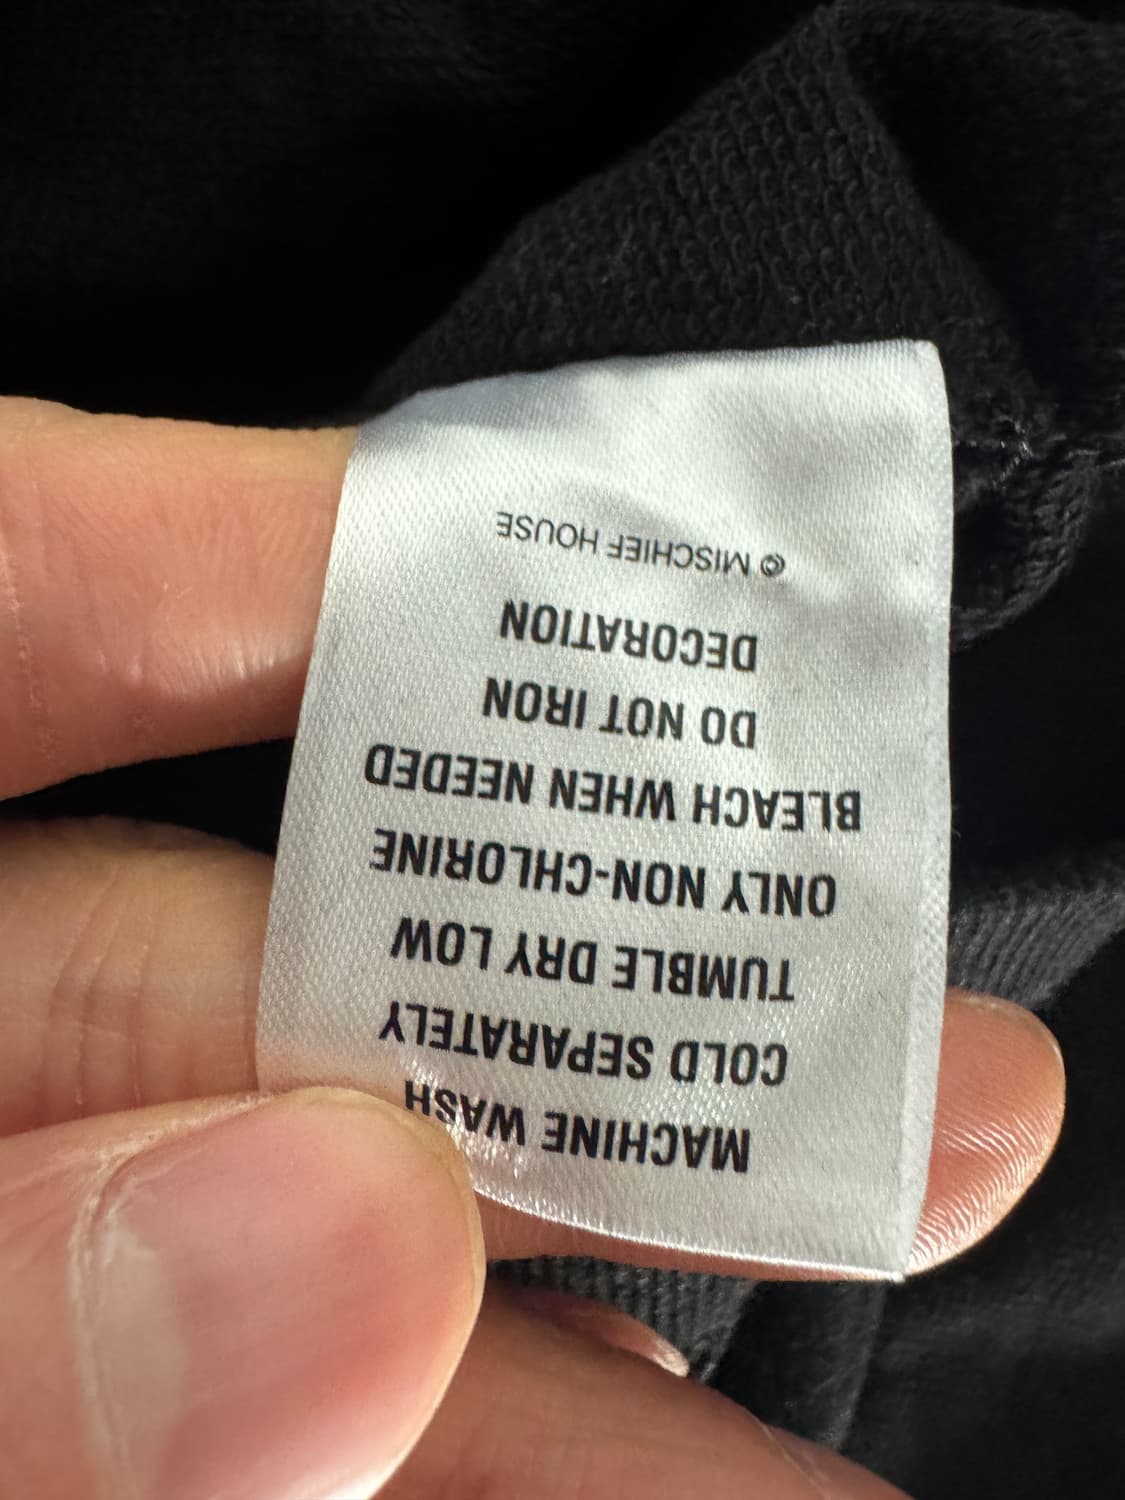 MACHINE WASH
COLD SEPARATELY
TUMBLE DRY LOW
ONLY NON-CHLORINE
BLEACH WHEN NEEDED
DO NOT IRON
DECORATION
© MISCHIEF HOUSE